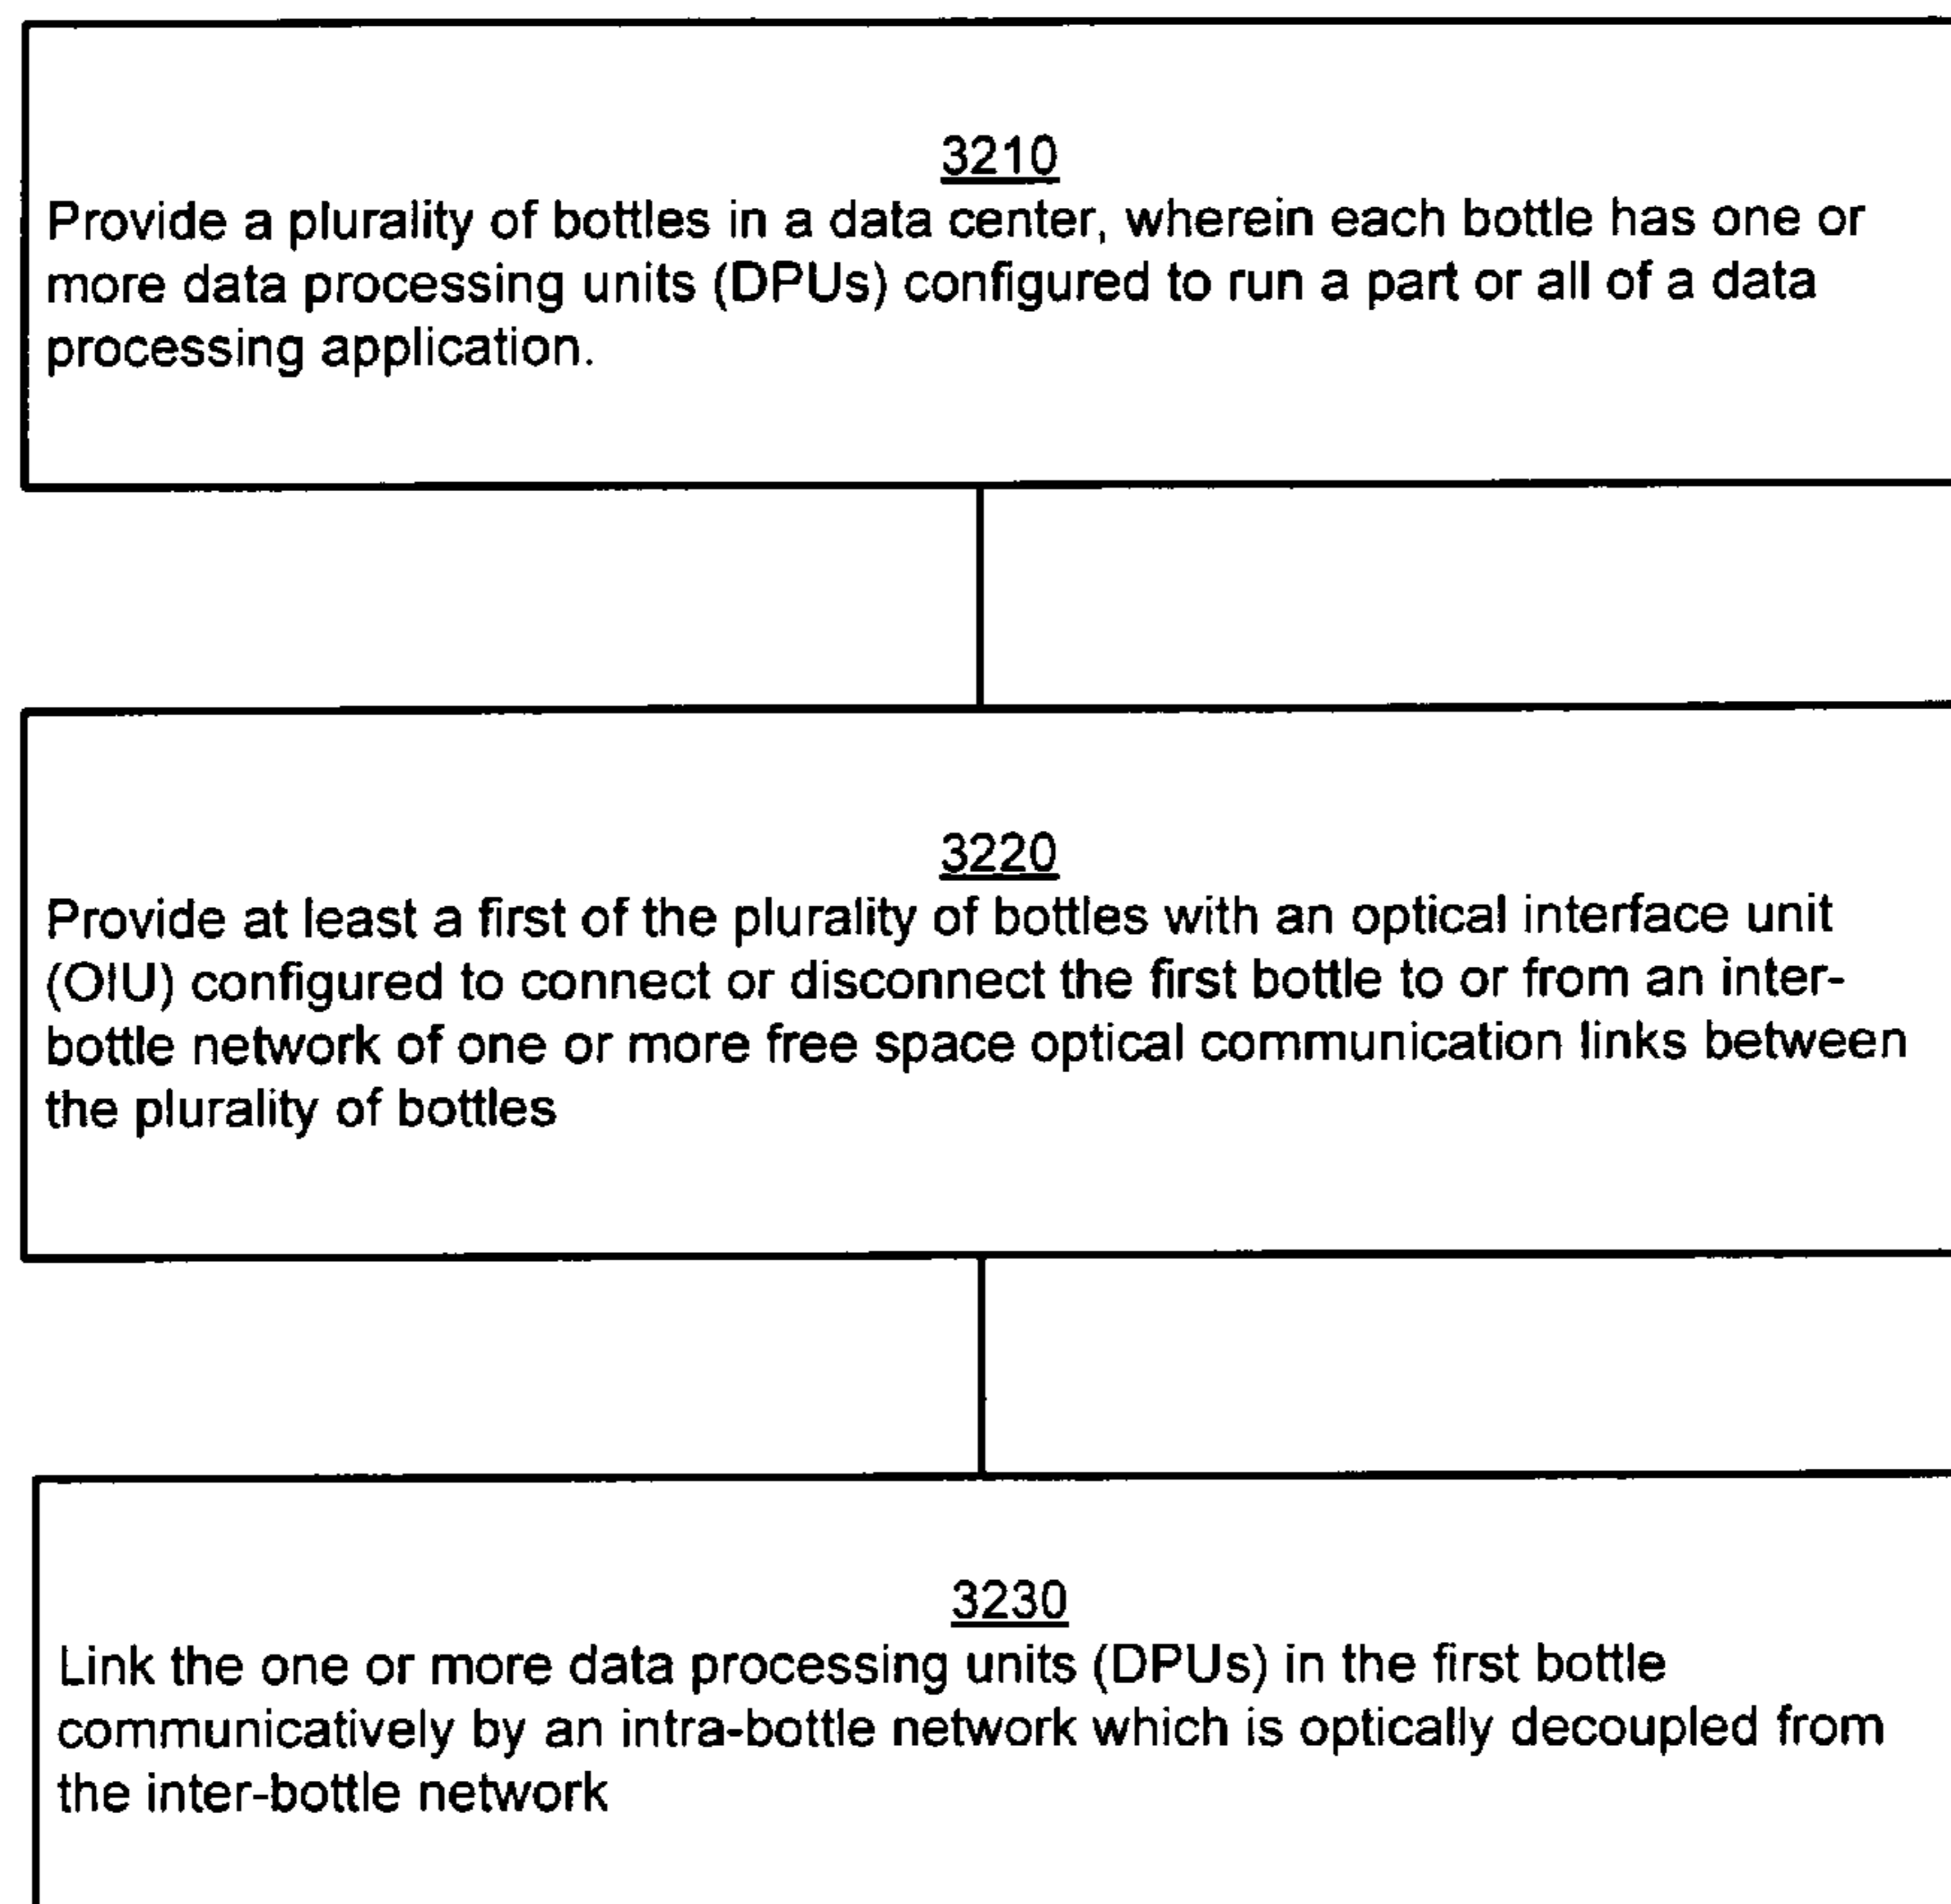 3210
Provide a plurality of bottles in a data center, wherein each bottle has one or
more data processing units (DPUs) configured to run a part or all of a data
processing application.
3220
Provide at least a first of the plurality of bottles with an optical interface unit
(OIU) configured to connect or disconnect the first bottle to or from an inter-
bottle network of one or more free space optical communication links between
the plurality of bottles
3230
Link the one or more data processing units (DPUs) in the first bottle
communicatively by an intra-bottle network which is optically decoupled from
the inter-bottle network